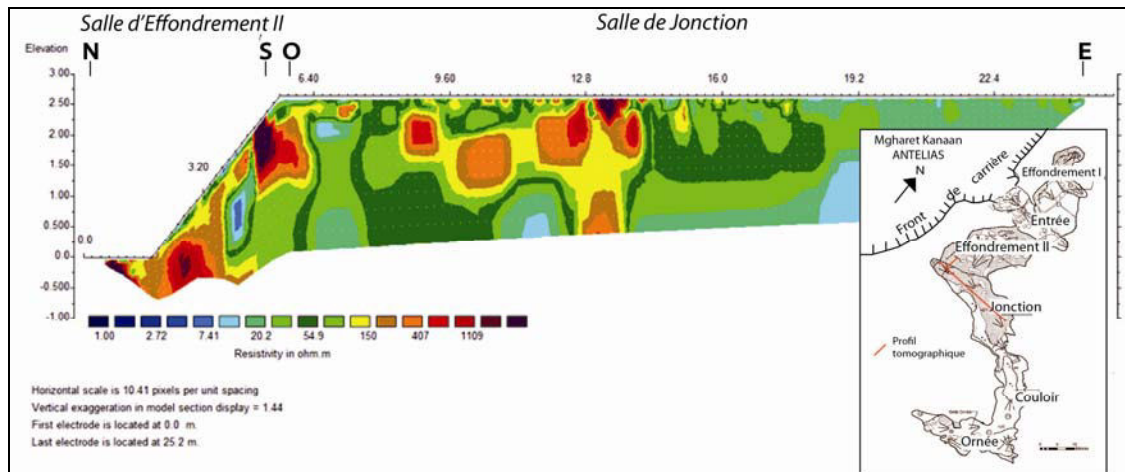 Salle d'Effondrement II
Salle de Jonction
Elevation
N
S O
E
6.40 9.60 12.8 16.0 19.2 22.4
3.00
2.50
2.00
1.50
1.00
0.500
0.0
-0.500
-1.00
3.20
0.0
1.00 2.72 7.41 20.2 54.9 150 407 1109
Resistivity in ohm.m
Horizontal scale is 10.41 pixels per unit spacing
Vertical exaggeration in model section display = 1.44
First electrode is located at 0.0 m.
Last electrode is located at 25.2 m.
Mgharet Kanaan
ANTELIAS
N
Front de carrière
Effondrement I
Entrée
Effondrement II
Jonction
Profil
tomographique
Couloir
Ornée